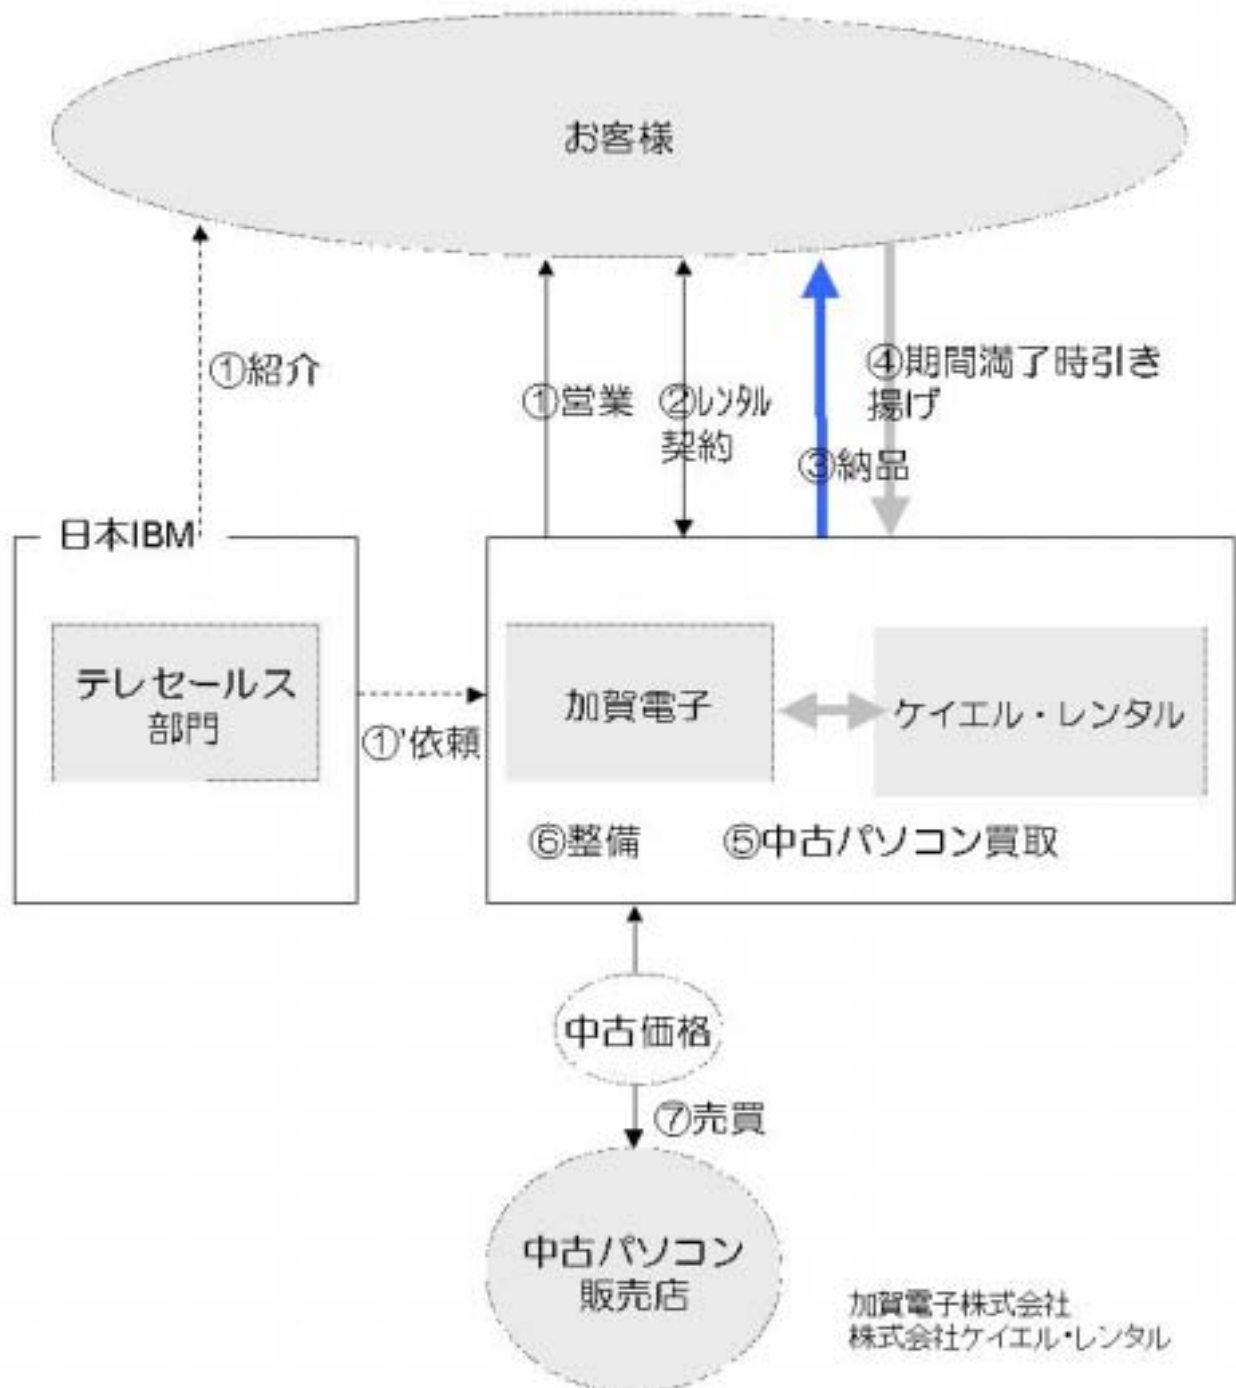 お客様
①紹介
①営業
②レンタル
契約
③納品
④期間満了時引き
揚げ
日本IBM
テレセールス
部門
①'依頼
加賀電子
ケイエル・レンタル
⑥整備
⑤中古パソコン買取
中古価格
⑦売買
中古パソコン
販売店
加賀電子株式会社
株式会社ケイエル・レンタル